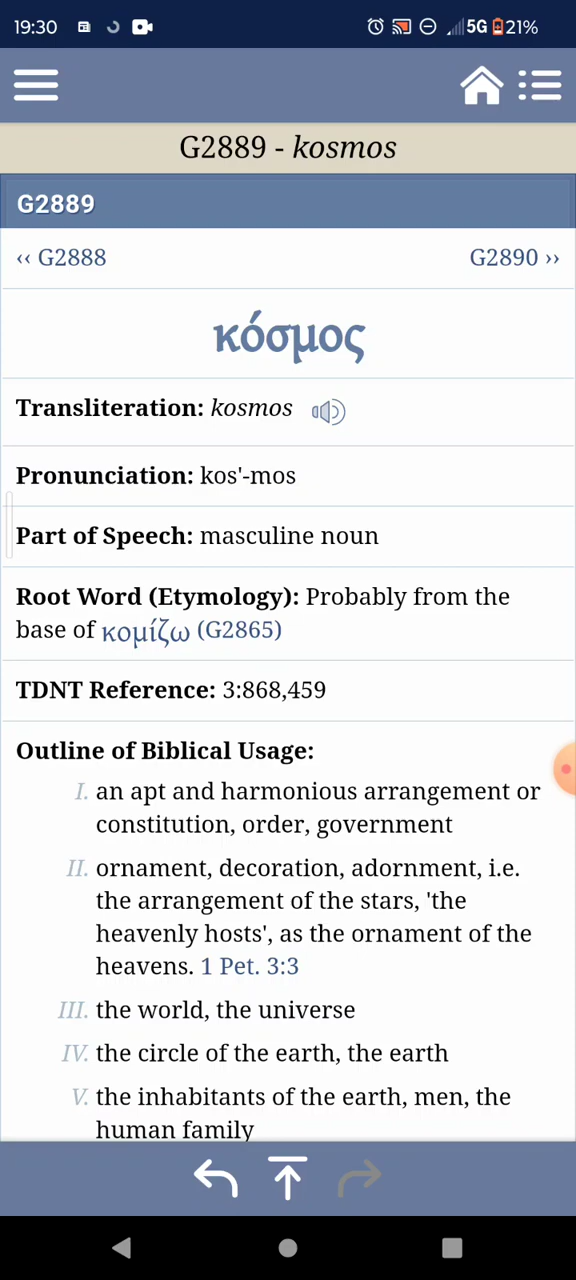 19:30 5G 21%
G2889 - kosmos
G2889
‹‹ G2888 G2890 ››
κόσμος
Transliteration: kosmos
Pronunciation: kos'-mos
Part of Speech: masculine noun
Root Word (Etymology): Probably from the
base of κομίζω (G2865)
TDNT Reference: 3:868,459
Outline of Biblical Usage:
I. an apt and harmonious arrangement or
constitution, order, government
II. ornament, decoration, adornment, i.e.
the arrangement of the stars, 'the
heavenly hosts', as the ornament of the
heavens. 1 Pet. 3:3
III. the world, the universe
IV. the circle of the earth, the earth
V. the inhabitants of the earth, men, the
human family